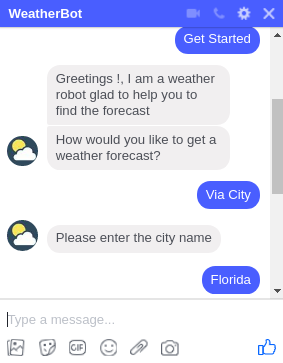 WeatherBot
Get Started
Greetings !, I am a weather
robot glad to help you to
find the forecast
How would you like to get a
weather forecast?
Via City
Please enter the city name
Florida
Type a message...
GIF